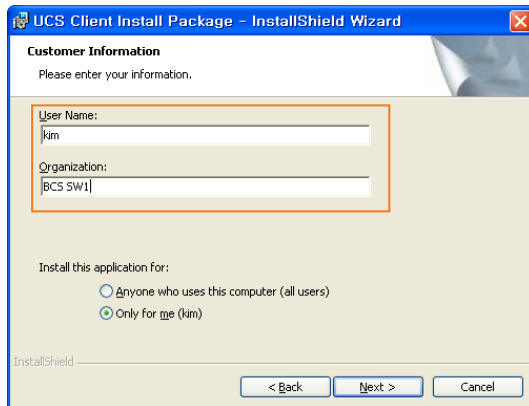 UCS Client Install Package - InstallShield Wizard
Customer Information
Please enter your information.
User Name:
kim
Organization:
BCS SW1
Install this application for:
Anyone who uses this computer (all users)
Only for me (kim)
InstallShield
< Back
Next >
Cancel